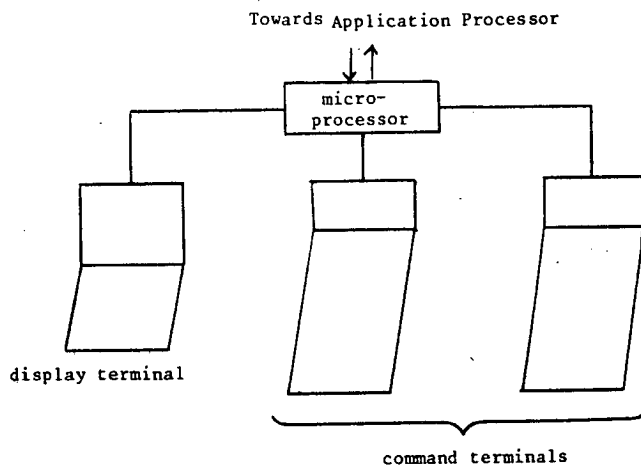 Towards Application Processor
micro-
processor
display terminal
command terminals